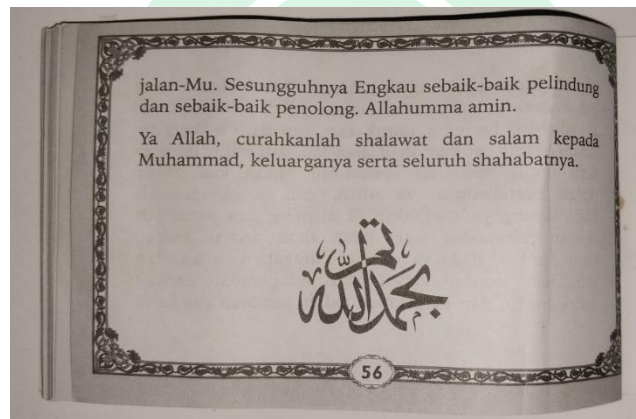 jalan-Mu. Sesungguhnya Engkau sebaik-baik pelindung
dan sebaik-baik penolong. Allahumma amin.
Ya Allah, curahkanlah shalawat dan salam kepada
Muhammad, keluarganya serta seluruh shahabatnya.
تمت
بحمد الله
56